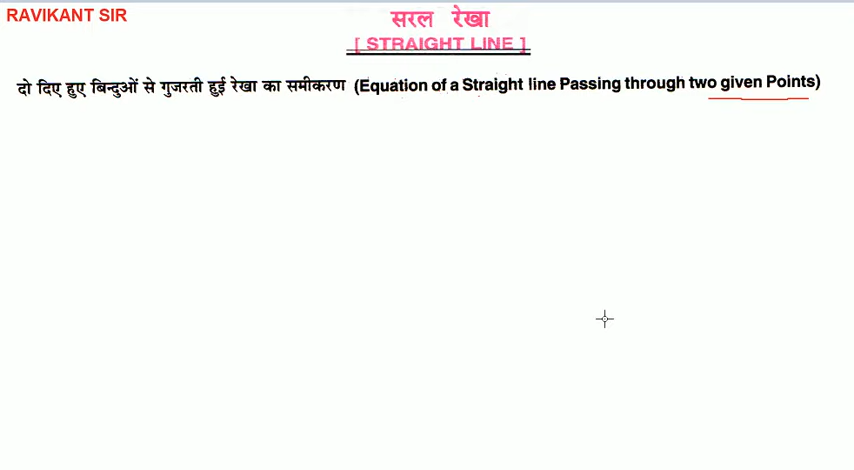 RAVIKANT SIR
सरल रेखा
[ STRAIGHT LINE ]
दो दिए हुए बिन्दुओं से गुजरती हुई रेखा का समीकरण (Equation of a Straight line Passing through two given Points)